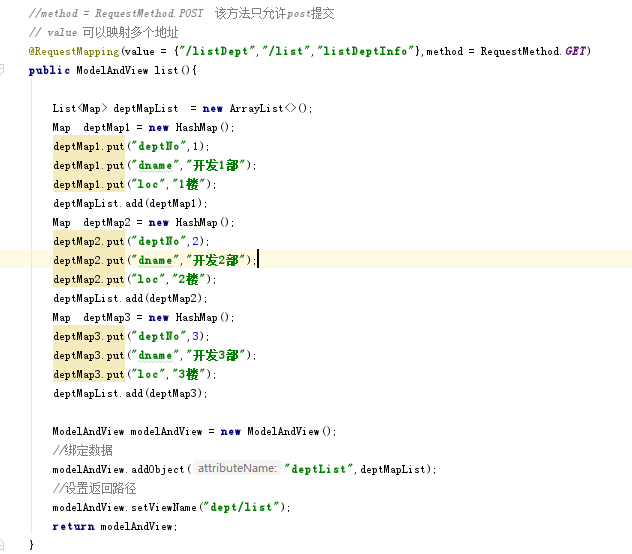 //method = RequestMethod.POST  该方法只允许post提交
// value 可以映射多个地址
@RequestMapping(value = {"/listDept","/list","listDeptInfo"},method = RequestMethod.GET)
public ModelAndView list(){
List<Map> deptMapList  = new ArrayList<>();
Map  deptMap1 = new HashMap();
deptMap1.put("deptNo",1);
deptMap1.put("dname","开发1部");
deptMap1.put("loc","1楼");
deptMapList.add(deptMap1);
Map  deptMap2 = new HashMap();
deptMap2.put("deptNo",2);
deptMap2.put("dname","开发2部");
deptMap2.put("loc","2楼");
deptMapList.add(deptMap2);
Map  deptMap3 = new HashMap();
deptMap3.put("deptNo",3);
deptMap3.put("dname","开发3部");
deptMap3.put("loc","3楼");
deptMapList.add(deptMap3);
ModelAndView modelAndView = new ModelAndView();
//绑定数据
modelAndView.addObject( attributeName: "deptList",deptMapList);
//设置返回路径
modelAndView.setViewName("dept/list");
return modelAndView;
}